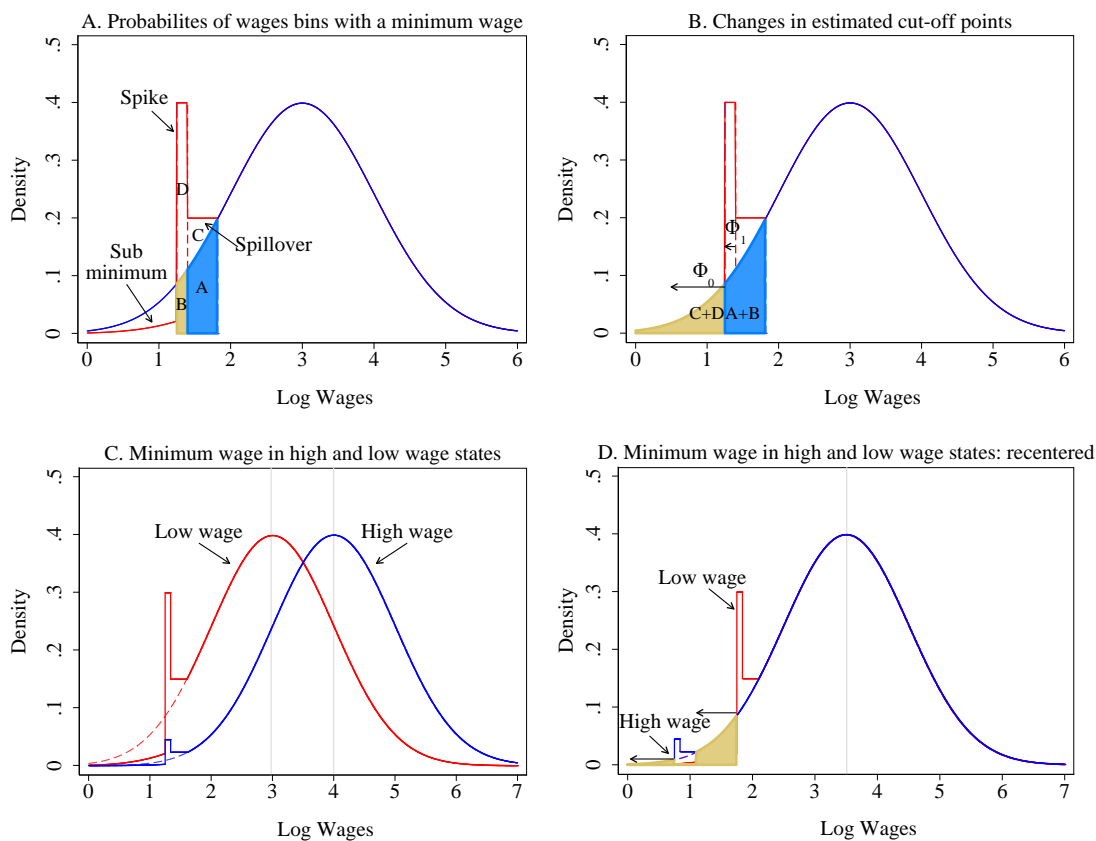 A. Probabilites of wages bins with a minimum wage
.5
.4
.3
.2
.1
0
Density
Spike
D
C
Spillover
Sub
minimum
B
A
0 1 2 3 4 5 6
Log Wages
B. Changes in estimated cut-off points
.5
.4
.3
.2
.1
0
Density
Φ1
Φ0
C+D A+B
0 1 2 3 4 5 6
Log Wages
C. Minimum wage in high and low wage states
.5
.4
.3
.2
.1
0
Density
Low wage
High wage
0 1 2 3 4 5 6 7
Log Wages
D. Minimum wage in high and low wage states: recentered
.5
.4
.3
.2
.1
0
Density
Low wage
High wage
0 1 2 3 4 5 6 7
Log Wages